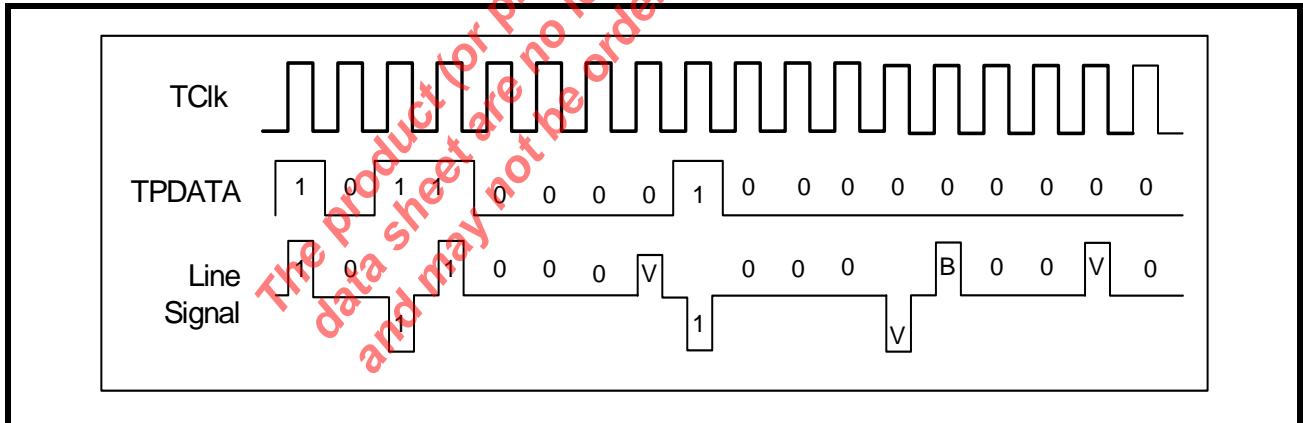 TClk
TPDATA 1 0 1 1 0 0 0 0 1 0 0 0 0 0 0 0 0 0
Line Signal 1 0 1 1 0 0 0 V 1 0 0 0 V B 0 0 V 0
The product (or p
data sheet are no lo
and may not be orde